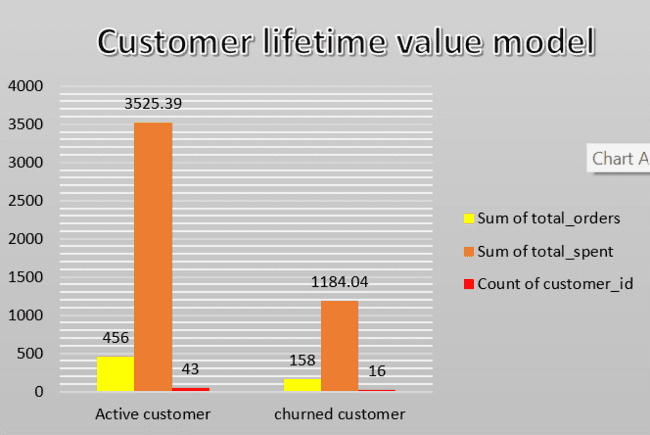 Customer lifetime value model
4000
3500
3000
2500
2000
1500
1000
500
0
3525.39
456
43
1184.04
158
16
Active customer
churned customer
Chart A
Sum of total_orders
Sum of total_spent
Count of customer_id